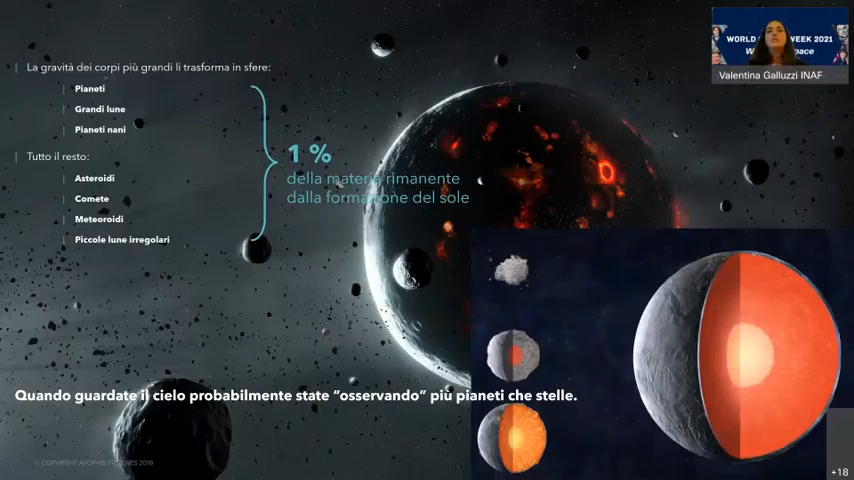 La gravità dei corpi più grandi li trasforma in sfere:
Pianeti
Grandi lune
Pianeti nani
Tutto il resto:
Asteroidi
Comete
Meteoroidi
Piccole lune irregolari
1 %
della materia rimanente
dalla formazione del sole
Quando guardate il cielo probabilmente state “osservando” più pianeti che stelle.
© COPYRIGHT APOPHIS PICTURES 2019
WORLD WEEK 2021
Valentina Galluzzi INAF
+18